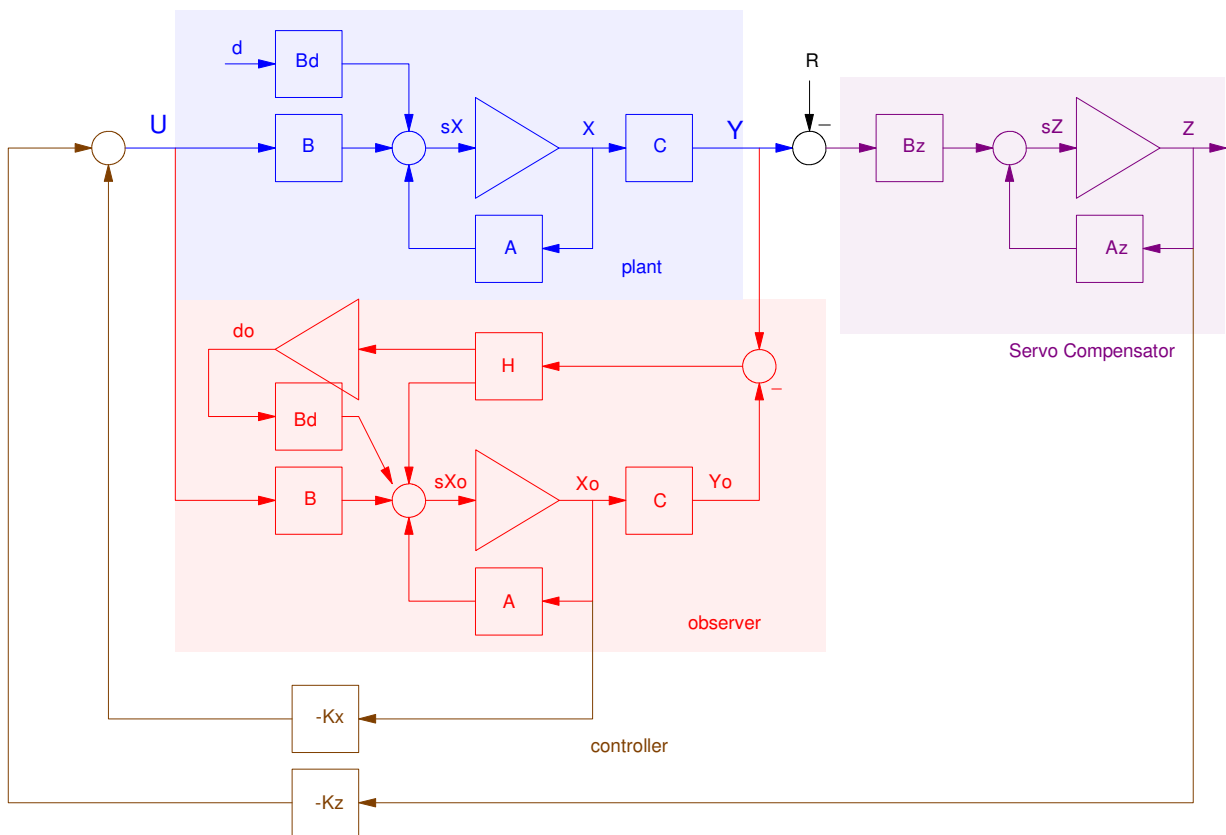 d
Bd
R
U
B
sX
X
C
Y
–
Bz
sZ
Z
A
Az
plant
do
H
Servo Compensator
–
Bd
B
sXo
Xo
C
Yo
A
observer
-Kx
controller
-Kz